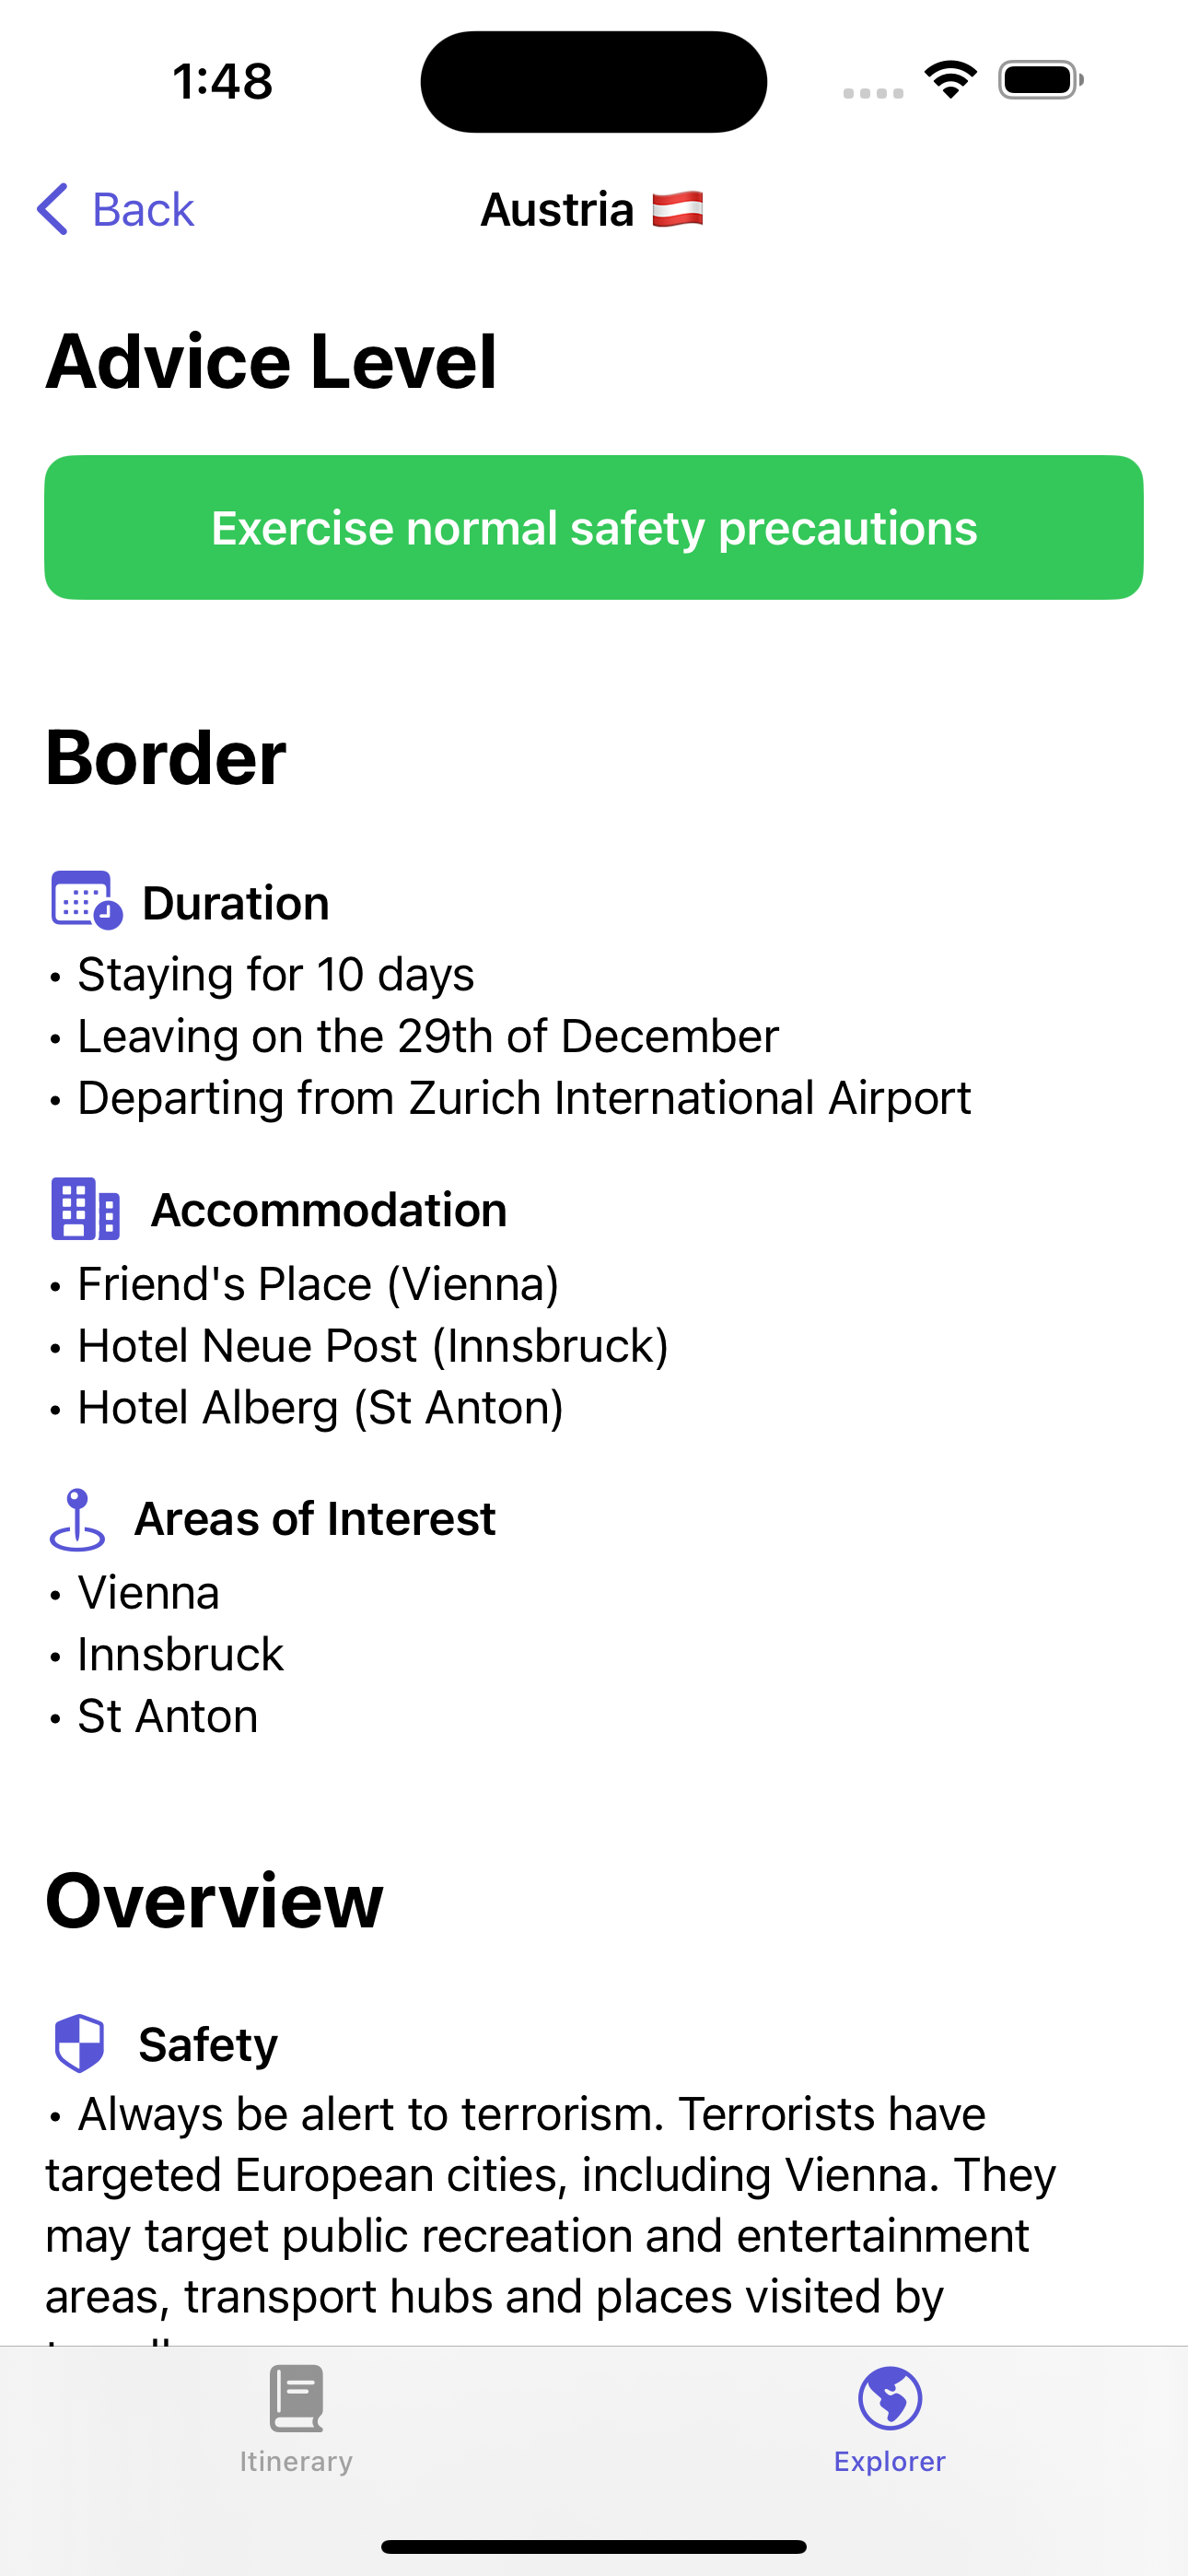 1:48
Back
Austria 🇦🇹
Advice Level
Exercise normal safety precautions
Border
Duration
• Staying for 10 days
• Leaving on the 29th of December
• Departing from Zurich International Airport
Accommodation
• Friend's Place (Vienna)
• Hotel Neue Post (Innsbruck)
• Hotel Alberg (St Anton)
Areas of Interest
• Vienna
• Innsbruck
• St Anton
Overview
Safety
• Always be alert to terrorism. Terrorists have
targeted European cities, including Vienna. They
may target public recreation and entertainment
areas, transport hubs and places visited by
Itinerary
Explorer